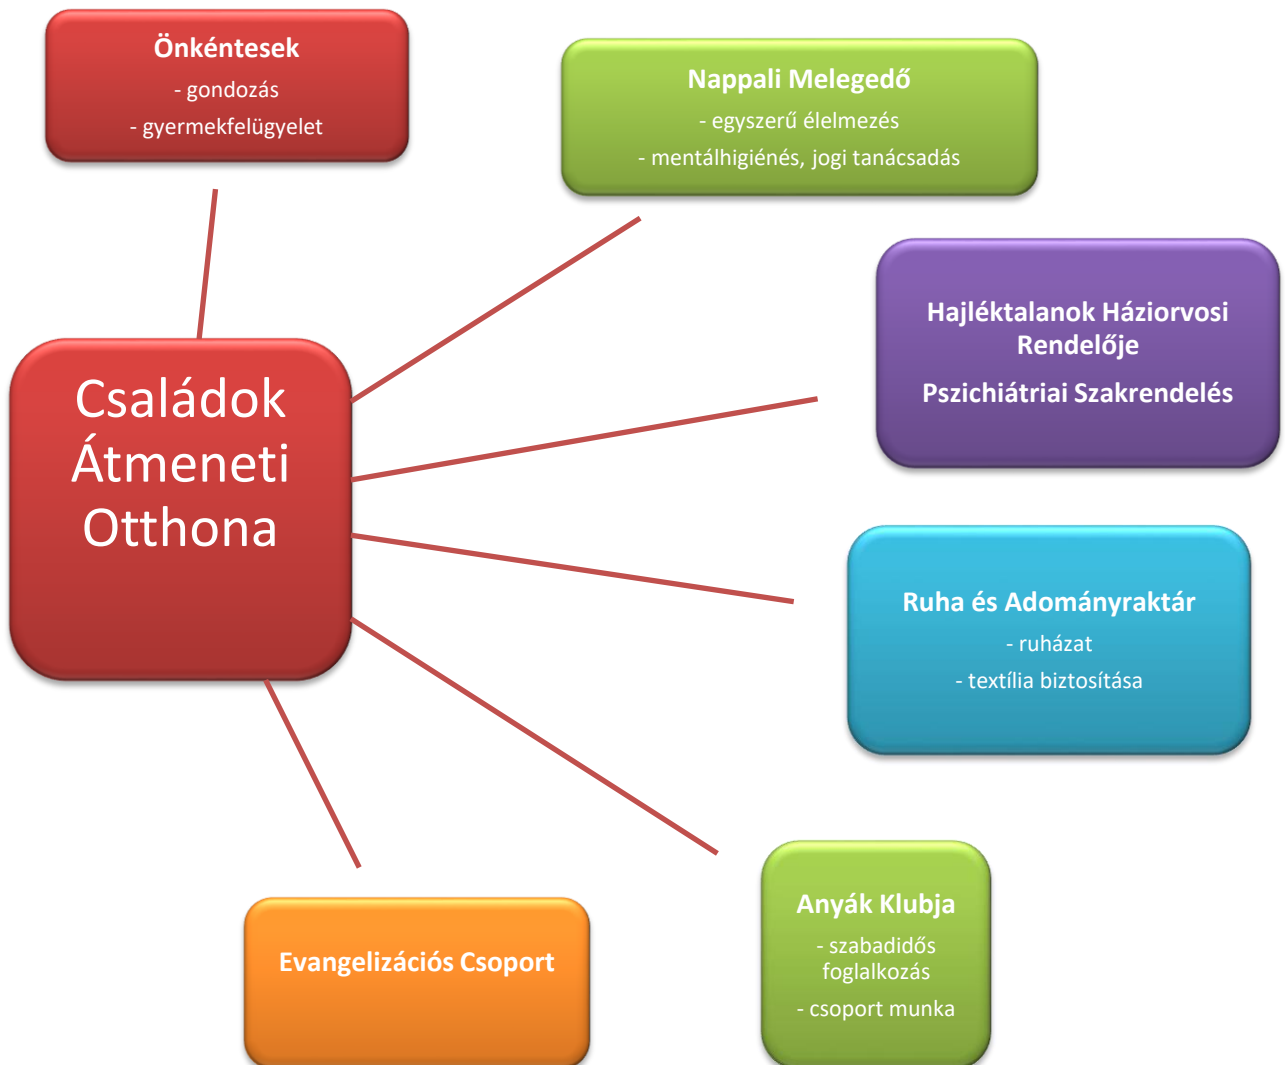 Önkéntesek
- gondozás
- gyermekfelügyelet
Nappali Melegedő
- egyszerű élelmezés
- mentálhigiénés, jogi tanácsadás
Hajléktalanok Háziorvosi
Rendelője
Pszichiátriai Szakrendelés
Családok
Átmeneti
Otthona
Ruha és Adományraktár
- ruházat
- textília biztosítása
Anyák Klubja
- szabadidős
foglalkozás
- csoport munka
Evangelizációs Csoport